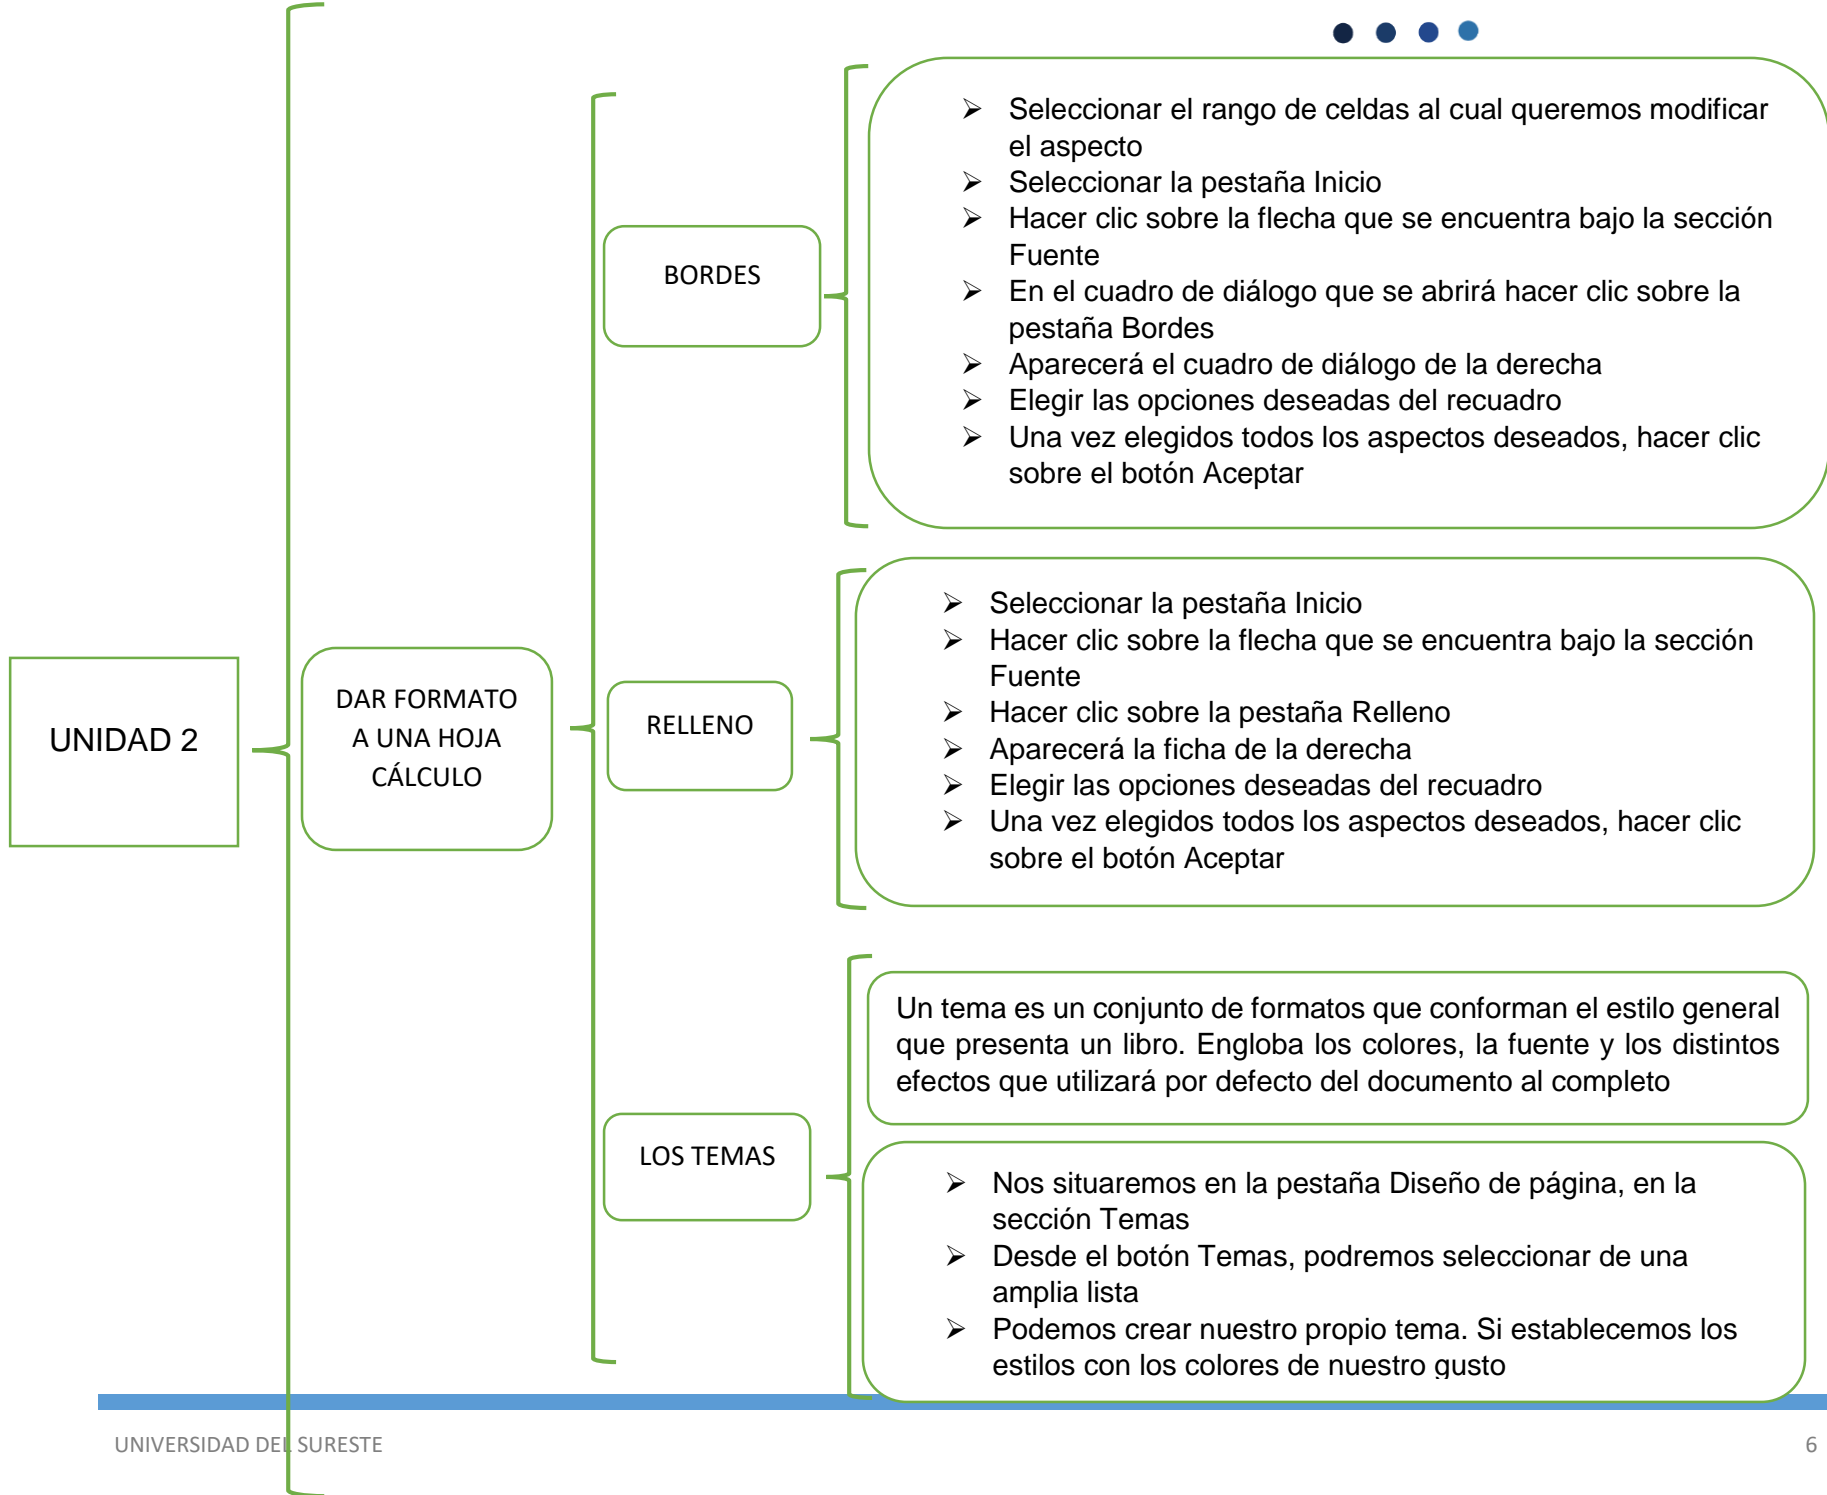 UNIDAD 2
DAR FORMATO
A UNA HOJA
CÁLCULO
BORDES
➢ Seleccionar el rango de celdas al cual queremos modificar
el aspecto
➢ Seleccionar la pestaña Inicio
➢ Hacer clic sobre la flecha que se encuentra bajo la sección
Fuente
➢ En el cuadro de diálogo que se abrirá hacer clic sobre la
pestaña Bordes
➢ Aparecerá el cuadro de diálogo de la derecha
➢ Elegir las opciones deseadas del recuadro
➢ Una vez elegidos todos los aspectos deseados, hacer clic
sobre el botón Aceptar
RELLENO
➢ Seleccionar la pestaña Inicio
➢ Hacer clic sobre la flecha que se encuentra bajo la sección
Fuente
➢ Hacer clic sobre la pestaña Relleno
➢ Aparecerá la ficha de la derecha
➢ Elegir las opciones deseadas del recuadro
➢ Una vez elegidos todos los aspectos deseados, hacer clic
sobre el botón Aceptar
LOS TEMAS
Un tema es un conjunto de formatos que conforman el estilo general
que presenta un libro. Engloba los colores, la fuente y los distintos
efectos que utilizará por defecto del documento al completo
➢ Nos situaremos en la pestaña Diseño de página, en la
sección Temas
➢ Desde el botón Temas, podremos seleccionar de una
amplia lista
➢ Podemos crear nuestro propio tema. Si establecemos los
estilos con los colores de nuestro gusto
UNIVERSIDAD DEL SURESTE
6